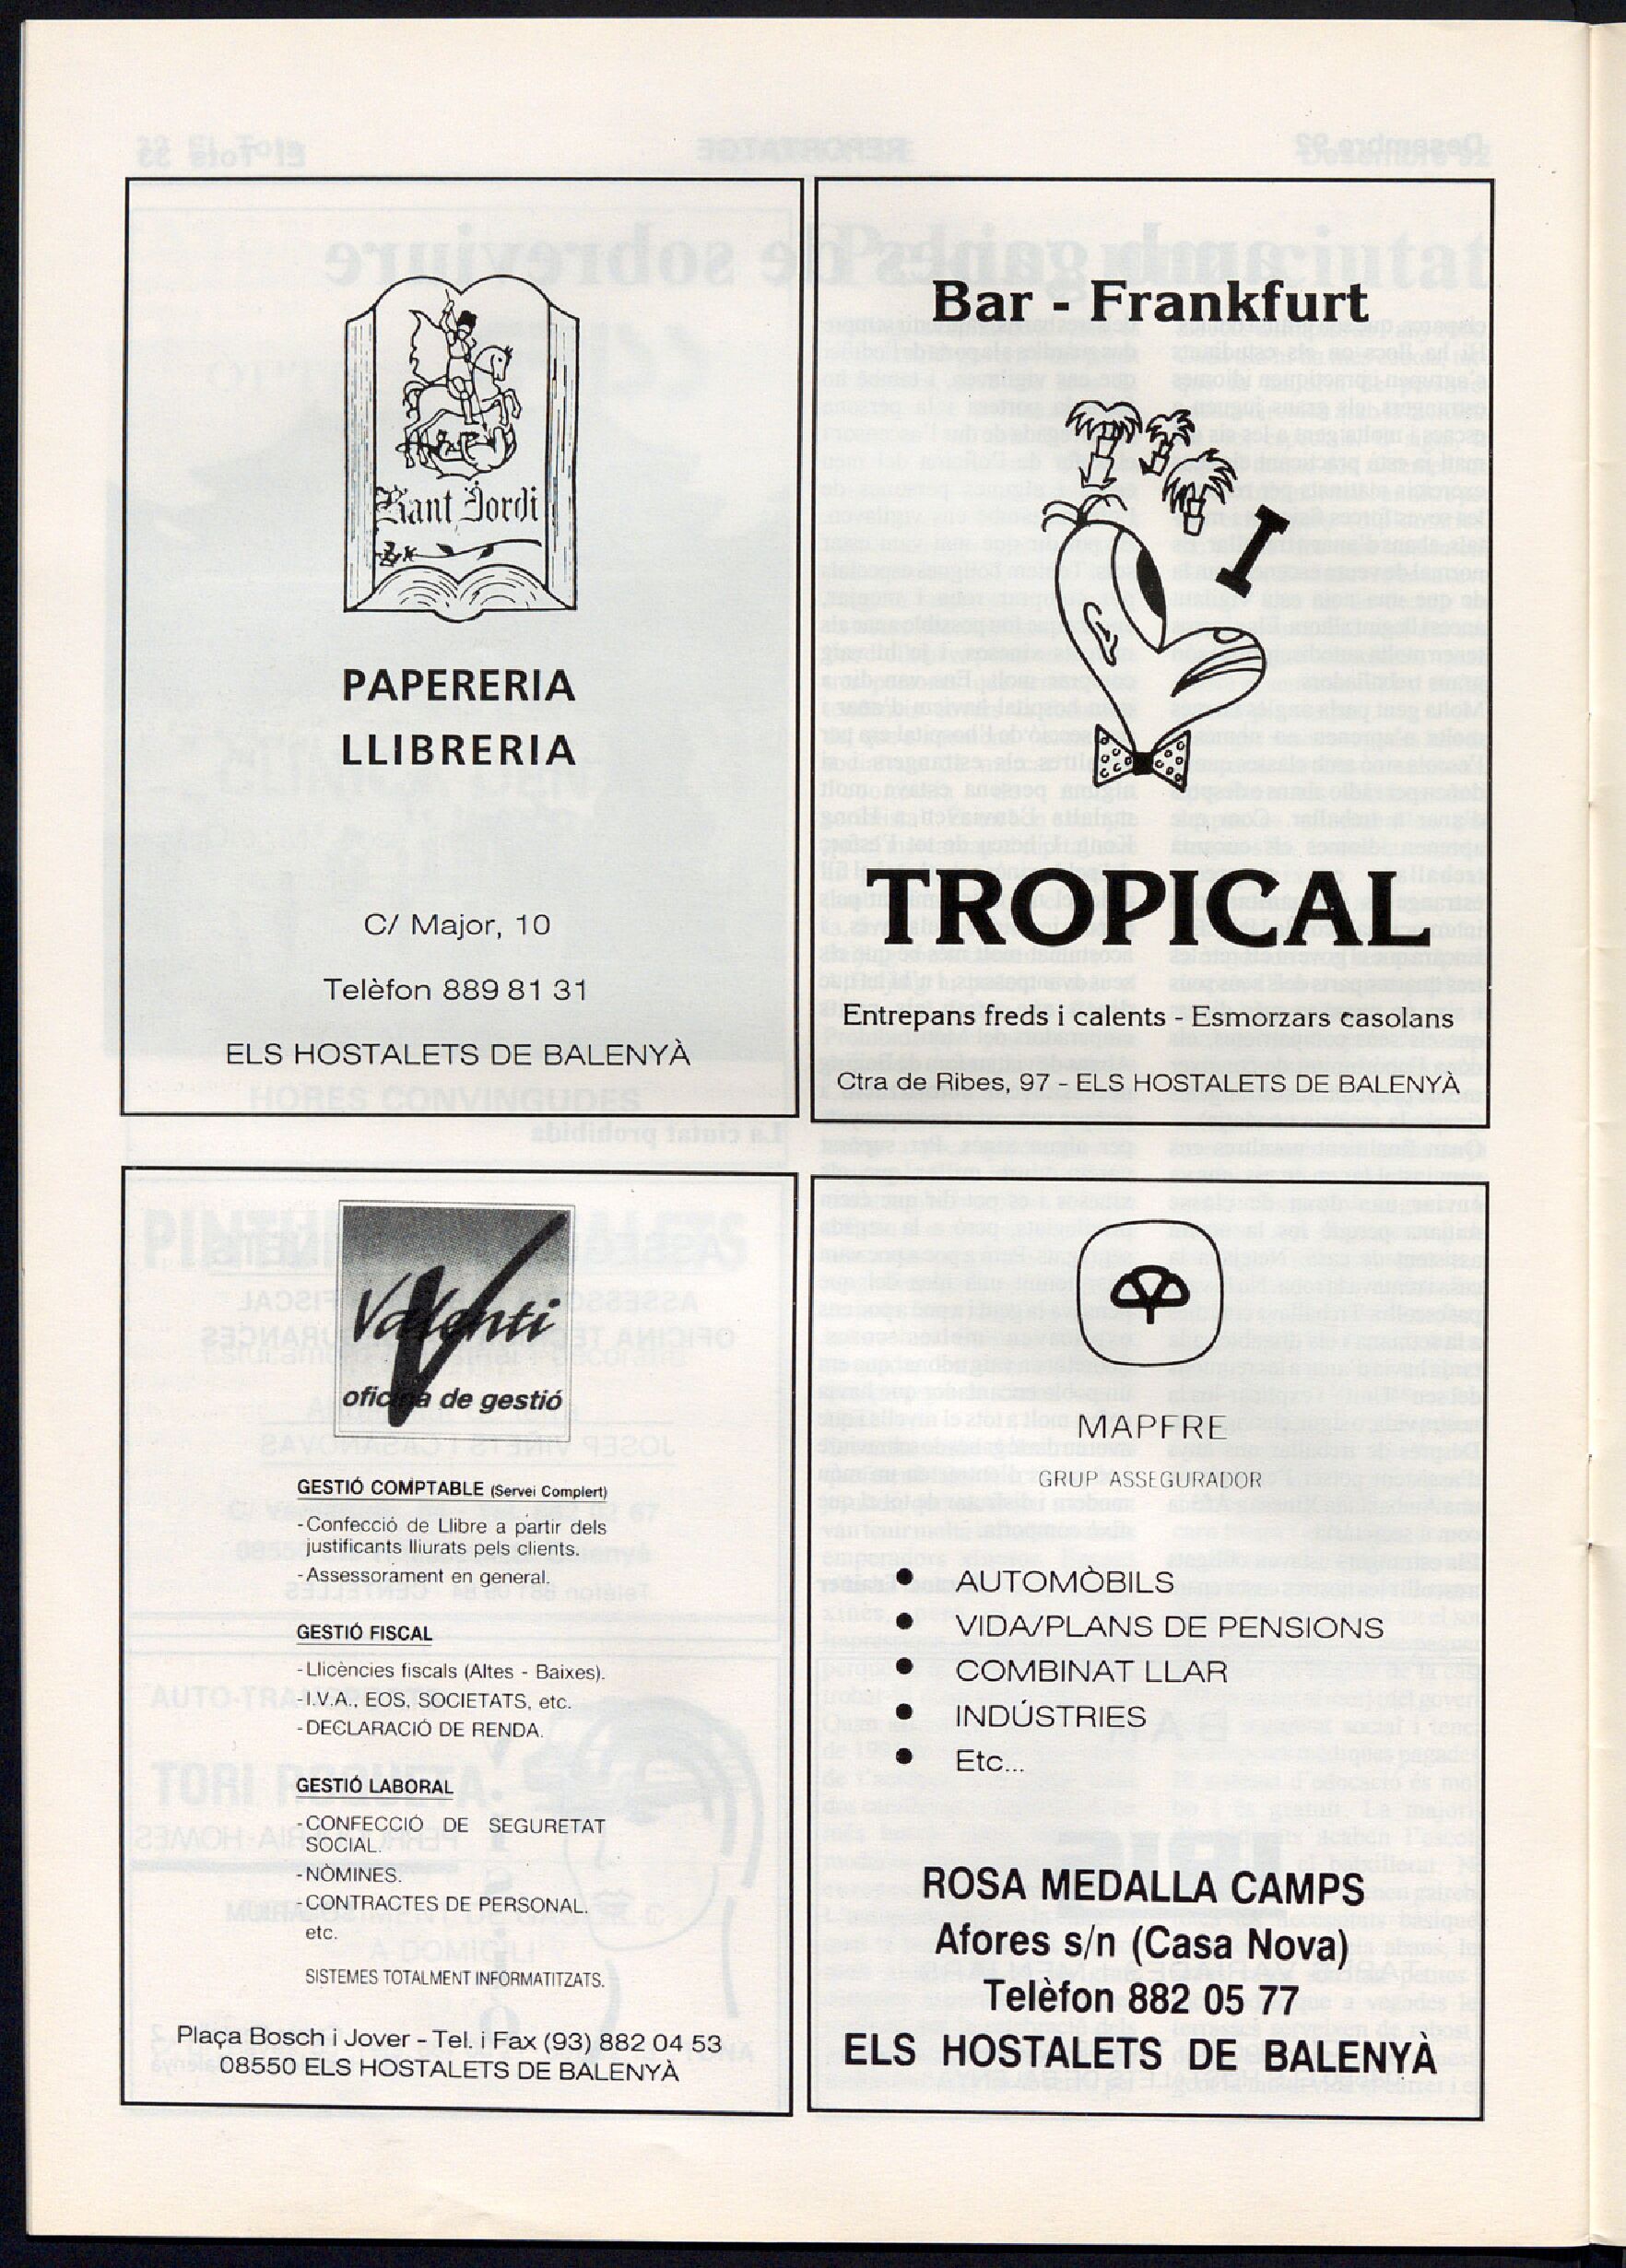 Sant Jordi
PAPERERIA
LLIBRERIA
C/ Major, 10
Telèfon 889 81 31
ELS HOSTALETS DE BALENYÀ
Bar - Frankfurt
TROPICAL
Entrepans freds i calents - Esmorzars casolans
Ctra de Ribes, 97 - ELS HOSTALETS DE BALENYÀ
Valentí
oficina de gestió
GESTIÓ COMPTABLE (Servei Complert)
- Confecció de Llibre a partir dels
justificants lliurats pels clients.
- Assessorament en general.
GESTIÓ FISCAL
- Llicències fiscals (Altes - Baixes).
- I.V.A., EOS, SOCIETATS, etc.
- DECLARACIÓ DE RENDA.
GESTIÓ LABORAL
- CONFECCIÓ DE SEGURETAT
SOCIAL.
- NÒMINES.
- CONTRACTES DE PERSONAL.
etc.
SISTEMES TOTALMENT INFORMATITZATS.
Plaça Bosch i Jover - Tel. i Fax (93) 882 04 53
08550 ELS HOSTALETS DE BALENYÀ
MAPFRE
GRUP ASSEGURADOR
• AUTOMÒBILS
• VIDA/PLANS DE PENSIONS
• COMBINAT LLAR
• INDÚSTRIES
• Etc...
ROSA MEDALLA CAMPS
Afores s/n (Casa Nova)
Telèfon 882 05 77
ELS HOSTALETS DE BALENYÀ